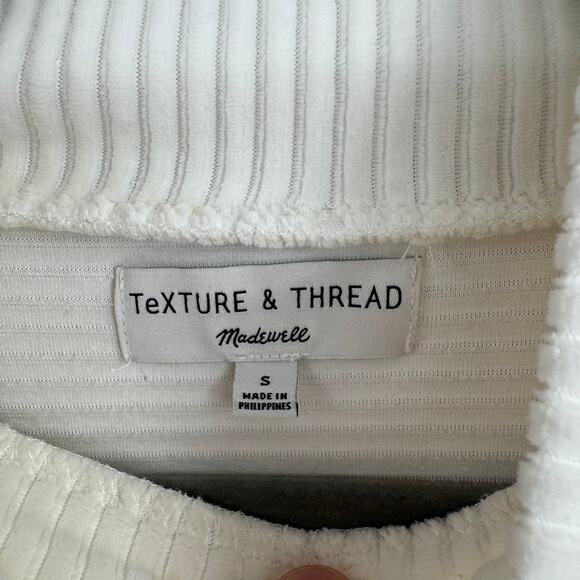 TeXTURE & THREAD
Madewell
S
MADE IN
PHILIPPINES